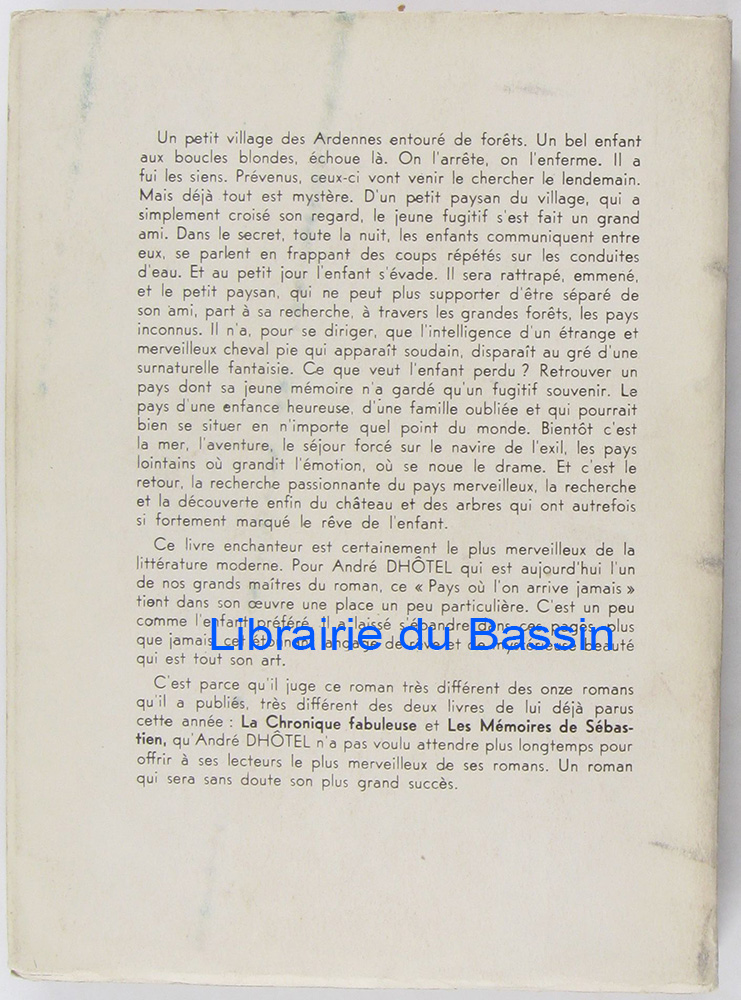 Un petit village des Ardennes entouré de forêts. Un bel enfant
aux boucles blondes, échoue là. On l'arrête, on l'enferme. Il a
fui les siens. Prévenus, ceux-ci vont venir le chercher le lendemain.
Mais déjà tout est mystère. D'un petit paysan du village, qui a
simplement croisé son regard, le jeune fugitif s'est fait un grand
ami. Dans le secret, toute la nuit, les enfants communiquent entre
eux, se parlent en frappant des coups répétés sur les conduites
d'eau. Et au petit jour l'enfant s'évade. Il sera rattrapé, emmené,
et le petit paysan, qui ne peut plus supporter d'être séparé de
son ami, part à sa recherche, à travers les grandes forêts, les pays
inconnus. Il n'a, pour se diriger, que l'intelligence d'un étrange et
merveilleux cheval pie qui apparaît soudain, disparaît au gré d'une
surnaturelle fantaisie. Ce que veut l'enfant perdu ? Retrouver un
pays dont sa jeune mémoire n'a gardé qu'un fugitif souvenir. Le
pays d'une enfance heureuse, d'une famille oubliée et qui pourrait
bien se situer en n'importe quel point du monde. Bientôt c'est
la mer, l'aventure, le séjour forcé sur le navire de l'exil, les pays
lointains où grandit l'émotion, où se noue le drame. Et c'est le
retour, la recherche passionnante du pays merveilleux, la recherche
et la découverte enfin du château et des arbres qui ont autrefois
si fortement marqué le rêve de l'enfant.
Ce livre enchanteur est certainement le plus merveilleux de la
littérature moderne. Pour André DHÔTEL qui est aujourd'hui l'un
de nos grands maîtres du roman, ce « Pays où l'on arrive jamais »
tient dans son œuvre une place un peu particulière. C'est un peu
comme l'enfant préféré. Il a laissé s'épandre dans ces pages, plus
que jamais cet étonnant langage de rêve et de mystérieuse beauté
qui est tout son art.
Librairie du Bassin
C'est parce qu'il juge ce roman très différent des onze romans
qu'il a publiés, très différent des deux livres de lui déjà parus
cette année : La Chronique fabuleuse et Les Mémoires de Sébas-
tien, qu'André DHÔTEL n'a pas voulu attendre plus longtemps pour
offrir à ses lecteurs le plus merveilleux de ses romans. Un roman
qui sera sans doute son plus grand succès.